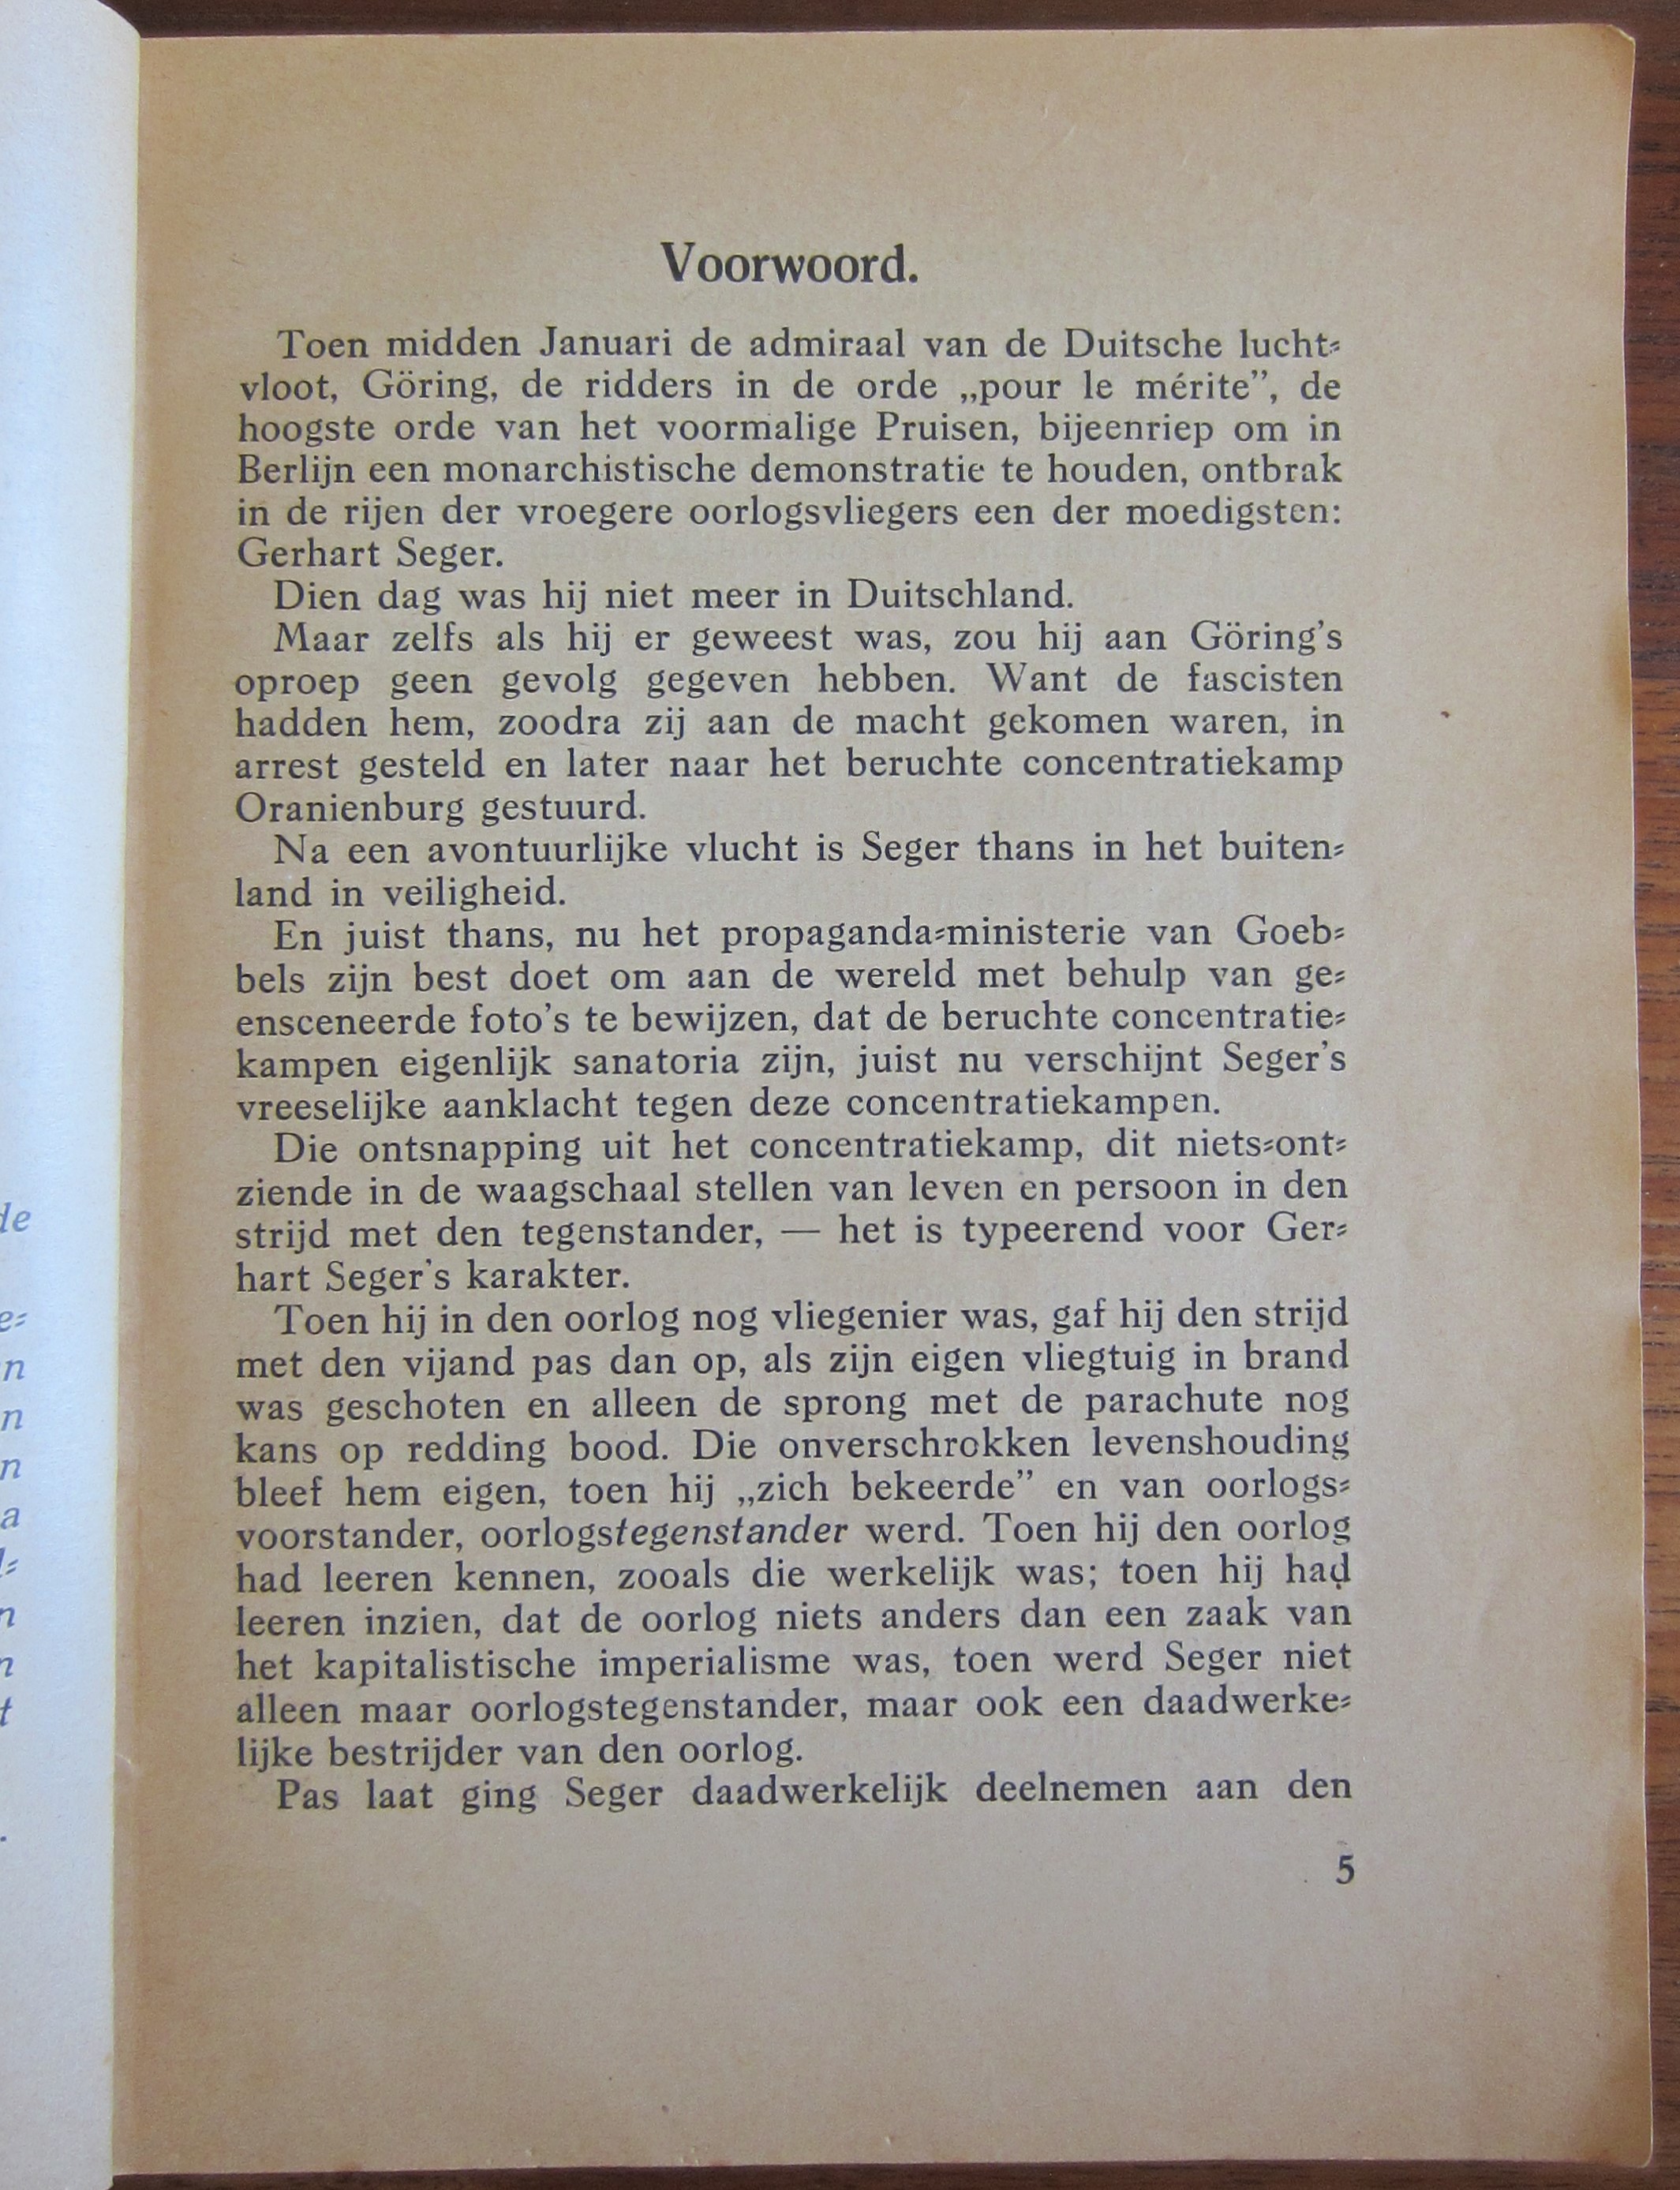 Voorwoord.
Toen midden Januari de admiraal van de Duitsche lucht⸗
vloot, Göring, de ridders in de orde „pour le mérite”, de
hoogste orde van het voormalige Pruisen, bijeenriep om in
Berlijn een monarchistische demonstratie te houden, ontbrak
in de rijen der vroegere oorlogsvliegers een der moedigsten:
Gerhart Seger.
Dien dag was hij niet meer in Duitschland.
Maar zelfs als hij er geweest was, zou hij aan Göring's
oproep geen gevolg gegeven hebben. Want de fascisten
hadden hem, zoodra zij aan de macht gekomen waren, in
arrest gesteld en later naar het beruchte concentratiekamp
Oranienburg gestuurd.
Na een avontuurlijke vlucht is Seger thans in het buiten⸗
land in veiligheid.
En juist thans, nu het propaganda⸗ministerie van Goeb⸗
bels zijn best doet om aan de wereld met behulp van ge⸗
ensceneerde foto's te bewijzen, dat de beruchte concentratie⸗
kampen eigenlijk sanatoria zijn, juist nu verschijnt Seger's
vreeselijke aanklacht tegen deze concentratiekampen.
Die ontsnapping uit het concentratiekamp, dit niets⸗ont⸗
ziende in de waagschaal stellen van leven en persoon in den
strijd met den tegenstander, — het is typeerend voor Ger⸗
hart Seger's karakter.
Toen hij in den oorlog nog vliegenier was, gaf hij den strijd
met den vijand pas dan op, als zijn eigen vliegtuig in brand
was geschoten en alleen de sprong met de parachute nog
kans op redding bood. Die onverschrokken levenshouding
bleef hem eigen, toen hij „zich bekeerde” en van oorlogs⸗
voorstander, oorlogstegenstander werd. Toen hij den oorlog
had leeren kennen, zooals die werkelijk was; toen hij had
leeren inzien, dat de oorlog niets anders dan een zaak van
het kapitalistische imperialisme was, toen werd Seger niet
alleen maar oorlogstegenstander, maar ook een daadwerke⸗
lijke bestrijder van den oorlog.
Pas laat ging Seger daadwerkelijk deelnemen aan den
5